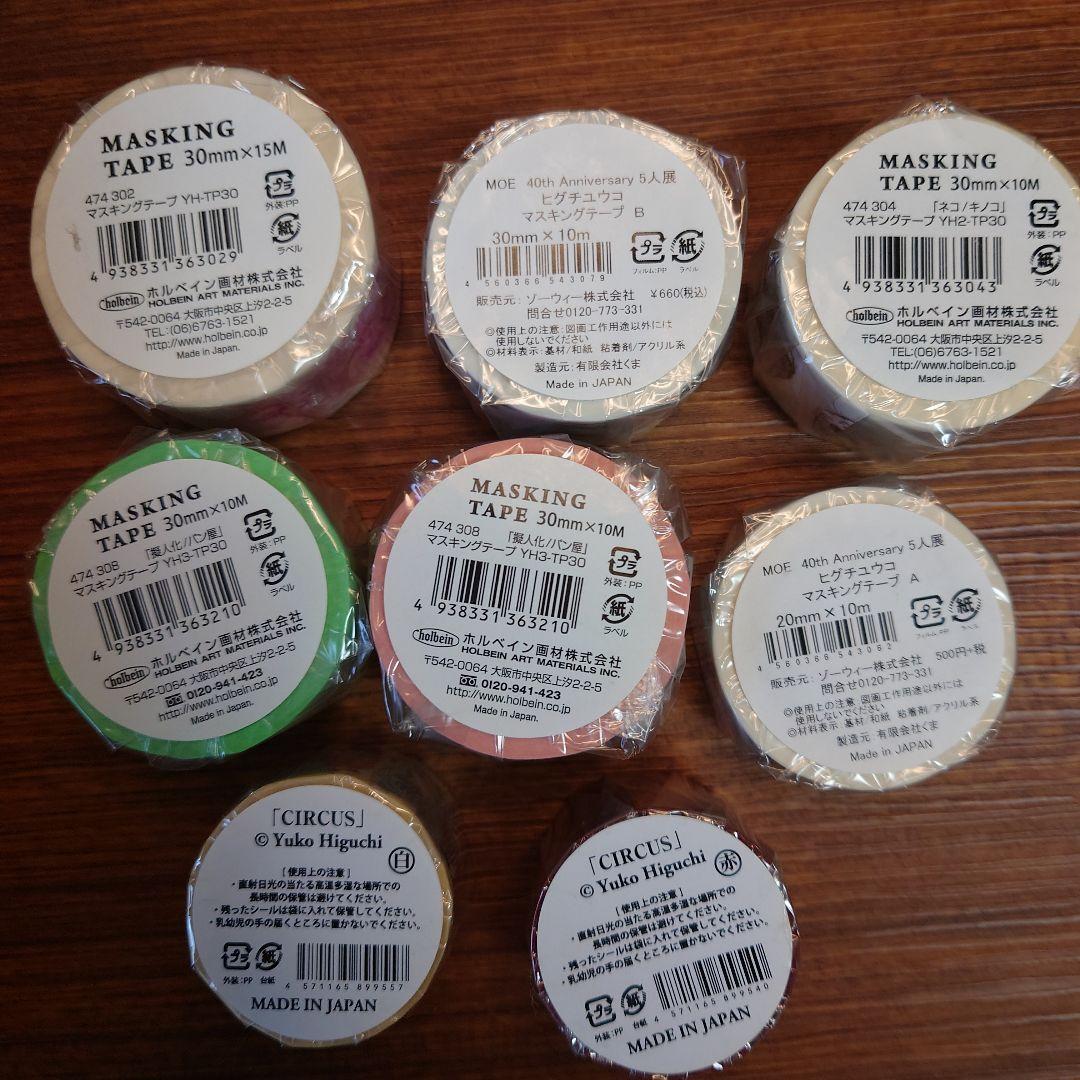 MASKING
TAPE 30mm×15M
474 302
マスキングテープ YH-TP30
プラ
外装:PP
紙
ラベル
4 938331 363029
holbein ホルベイン画材株式会社
HOLBEIN ART MATERIALS INC.
〒542-0064 大阪市中央区上汐2-2-5
TEL:(06)6763-1521
http://www.holbein.co.jp
Made in Japan.
MOE 40th Anniversary 5人展
ヒグチユウコ
マスキングテープ B
30mm×10m
プラ
フィルム:PP
紙
ラベル
4 560366 543079
販売元: ゾーウィー株式会社 ¥660(税込)
問合せ0120-773-331
◎使用上の注意:図画工作用途以外には
使用しないでください
◎材料表示:基材/和紙 粘着剤/アクリル系
製造元:有限会社くま
Made in JAPAN
MASKING
TAPE 30mm×10M
474 304 「ネコ/キノコ」
マスキングテープ YH2-TP30
プラ
外装:PP
紙
ラベル
4 938331 363043
holbein ホルベイン画材株式会社
HOLBEIN ART MATERIALS INC.
〒542-0064 大阪市中央区上汐2-2-5
TEL:(06)6763-1521
http://www.holbein.co.jp
Made in Japan.
MASKING
TAPE 30mm×10M
474 308 「擬人化/パン屋」
マスキングテープ YH3-TP30
プラ
外装:PP
紙
ラベル
4 938331 363210
holbein ホルベイン画材株式会社
HOLBEIN ART MATERIALS INC.
〒542-0064 大阪市中央区上汐2-2-5
0120-941-423
http://www.holbein.co.jp
Made in Japan.
MASKING
TAPE 30mm×10M
474 308 「擬人化/パン屋」
マスキングテープ YH3-TP30
プラ
外装:PP
紙
ラベル
4 938331 363210
holbein ホルベイン画材株式会社
HOLBEIN ART MATERIALS INC.
〒542-0064 大阪市中央区上汐2-2-5
0120-941-423
http://www.holbein.co.jp
Made in Japan.
MOE 40th Anniversary 5人展
ヒグチユウコ
マスキングテープ A
20mm×10m
プラ
フィルム:PP
紙
ラベル
4 560366 543062
販売元: ゾーウィー株式会社 500円+税
問合せ0120-773-331
◎使用上の注意 図画工作用途以外には
使用しないでください
◎材料表示 基材/和紙 粘着剤/アクリル系
製造元 有限会社くま
Made in JAPAN
「CIRCUS」
© Yuko Higuchi
白
[ 使用上の注意 ]
・直射日光の当たる高温多湿な場所での
長時間の保管は避けてください。
・残ったシールは袋に入れて保管してください。
・乳幼児の手の届くところに置かないでください。
プラ
外装:PP
紙
台紙
4 571165 899557
MADE IN JAPAN
「CIRCUS」
© Yuko Higuchi
赤
[ 使用上の注意 ]
・直射日光の当たる高温多湿な場所での
長時間の保管は避けてください。
・残ったシールは袋に入れて保管してください。
・乳幼児の手の届くところに置かないでください。
プラ
外装:PP
紙
台紙
4 571165 899540
MADE IN JAPAN